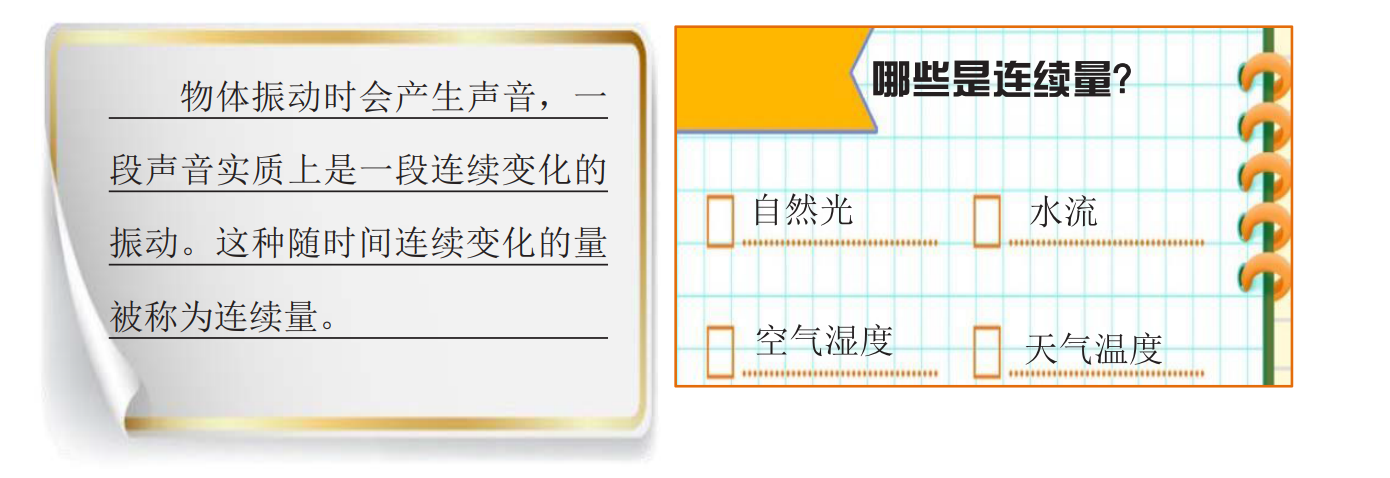 物体振动时会产生声音，一
段声音实质上是一段连续变化的
振动。这种随时间连续变化的量
被称为连续量。
哪些是连续量?
自然光
水流
空气湿度
天气温度